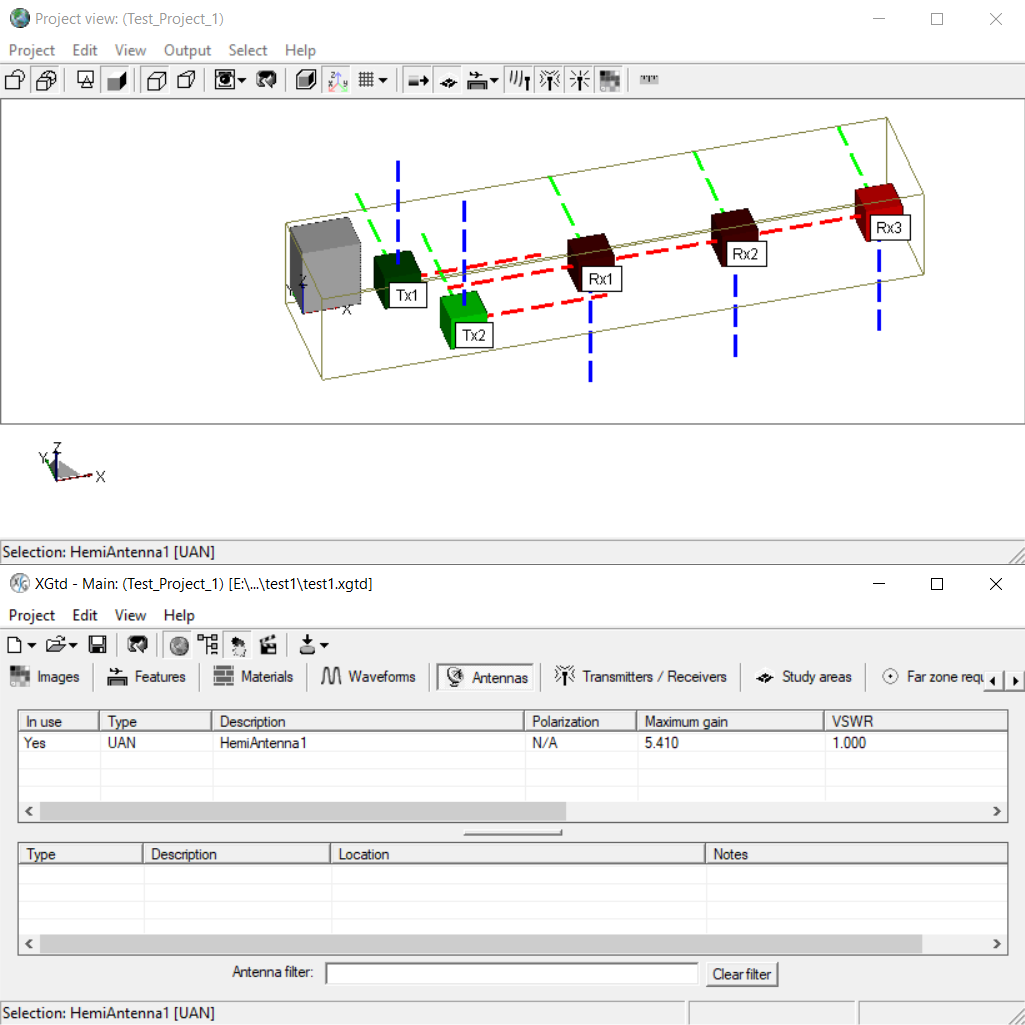 Project view: (Test_Project_1)
Project Edit View Output Select Help
Tx1
Tx2
Rx1
Rx2
Rx3
Z
Y
X
Z
Y
X
Selection: HemiAntenna1 [UAN]
XGtd - Main: (Test_Project_1) [E:\...\test1\test1.xgtd]
Project Edit View Help
Images Features Materials Waveforms Antennas Transmitters / Receivers Study areas Far zone requ
In use Type Description Polarization Maximum gain VSWR
Yes UAN HemiAntenna1 N/A 5.410 1.000
Type Description Location Notes
Antenna filter: Clear filter
Selection: HemiAntenna1 [UAN]